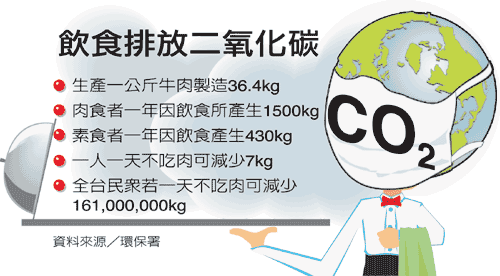 飲食排放二氧化碳
生產一公斤牛肉製造36.4kg
肉食者一年因飲食所產生1500kg
素食者一年因飲食產生430kg
一人一天不吃肉可減少7kg
全台民眾若一天不吃肉可減少
161,000,000kg
資料來源／環保署
CO2